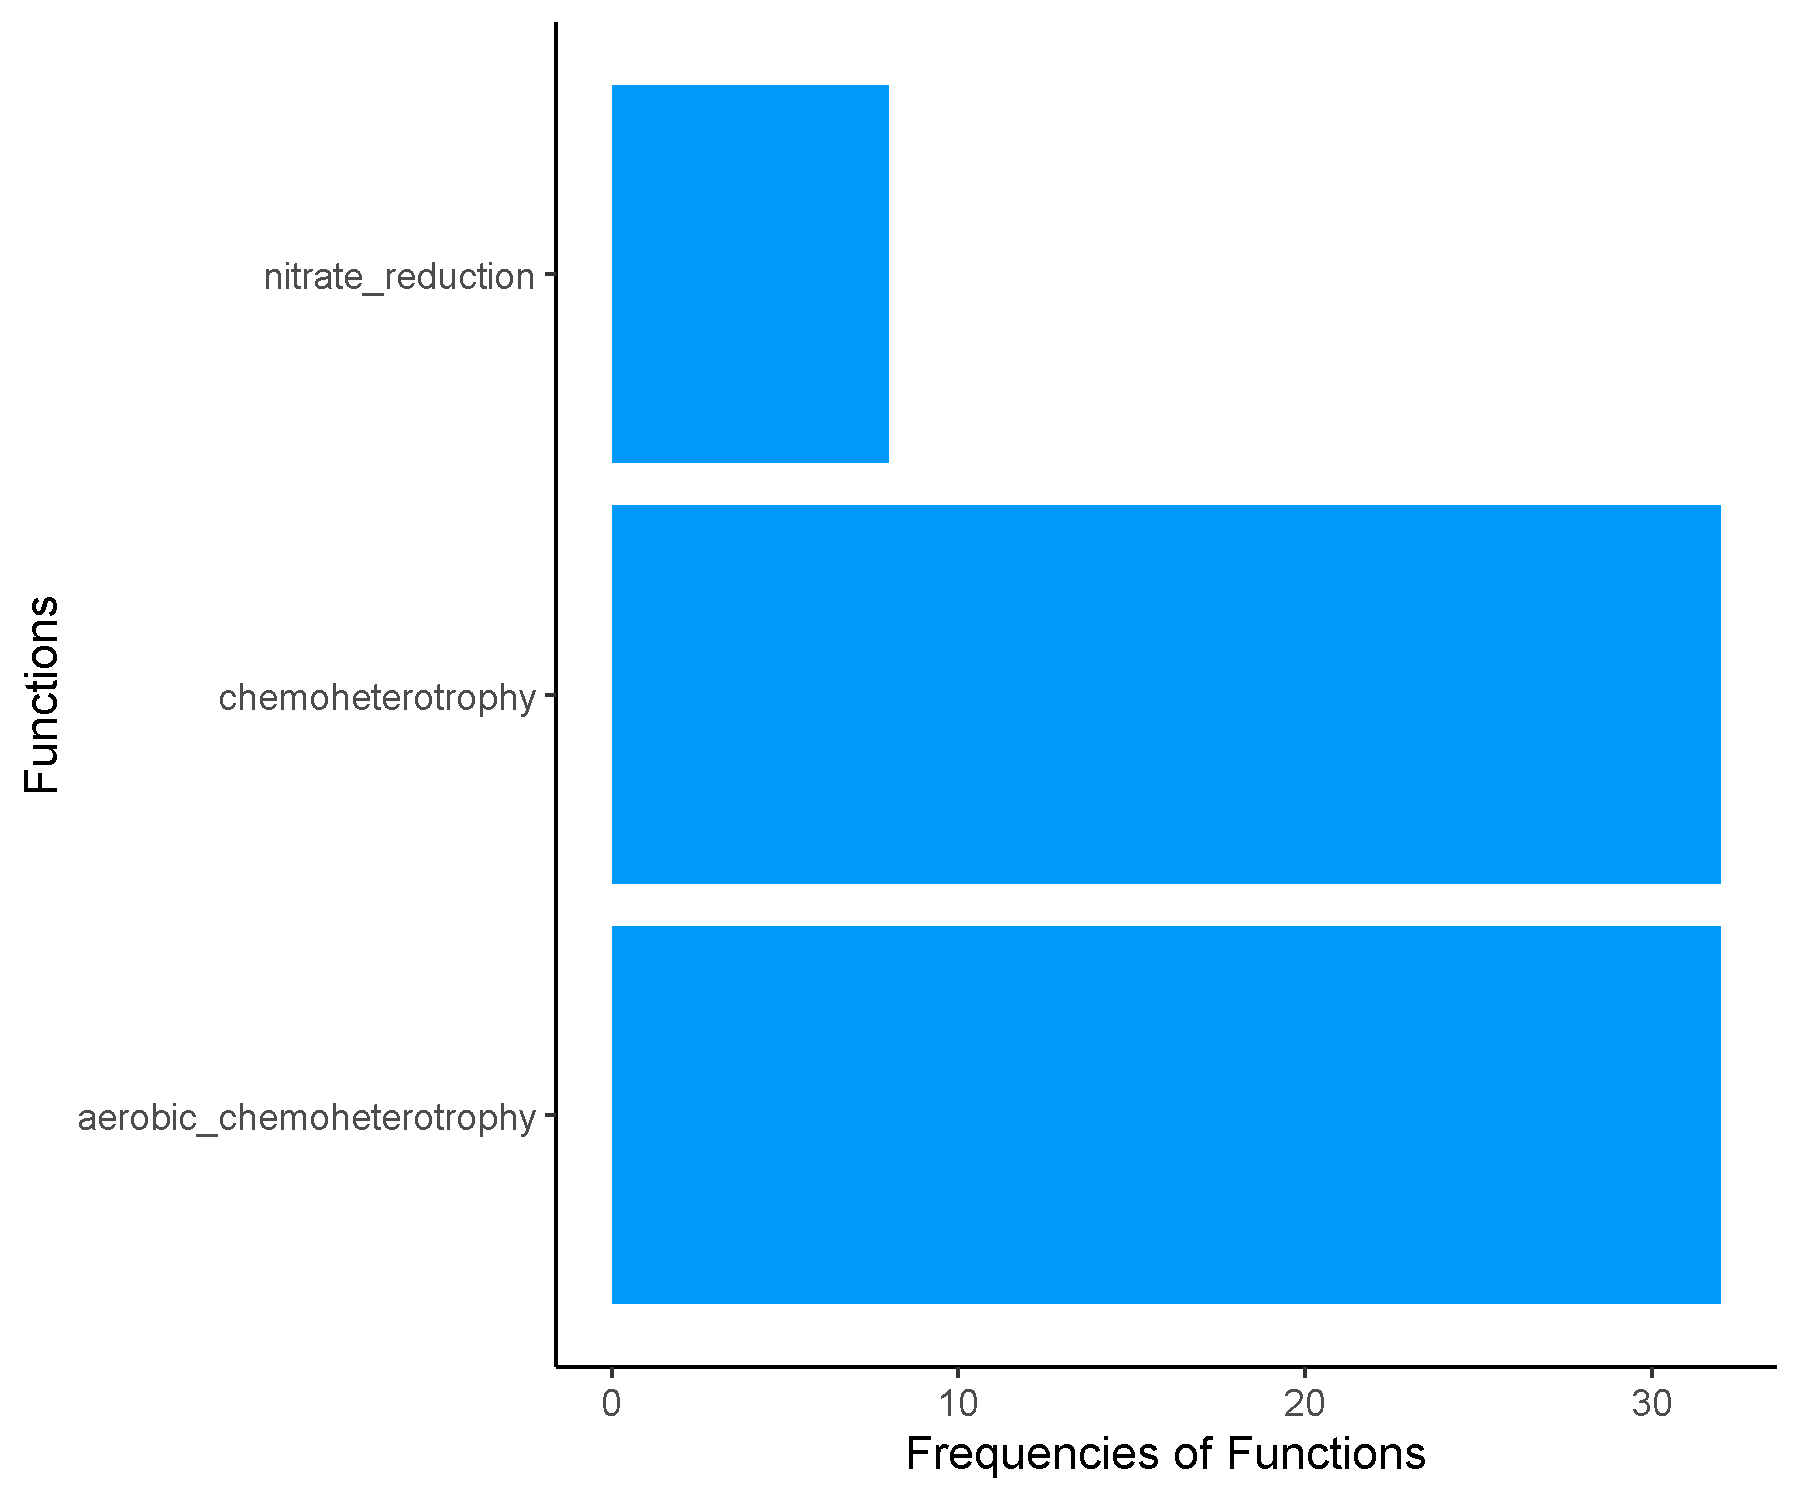 Functions
nitrate_reduction
chemoheterotrophy
aerobic_chemoheterotrophy
0 10 20 30
Frequencies of Functions